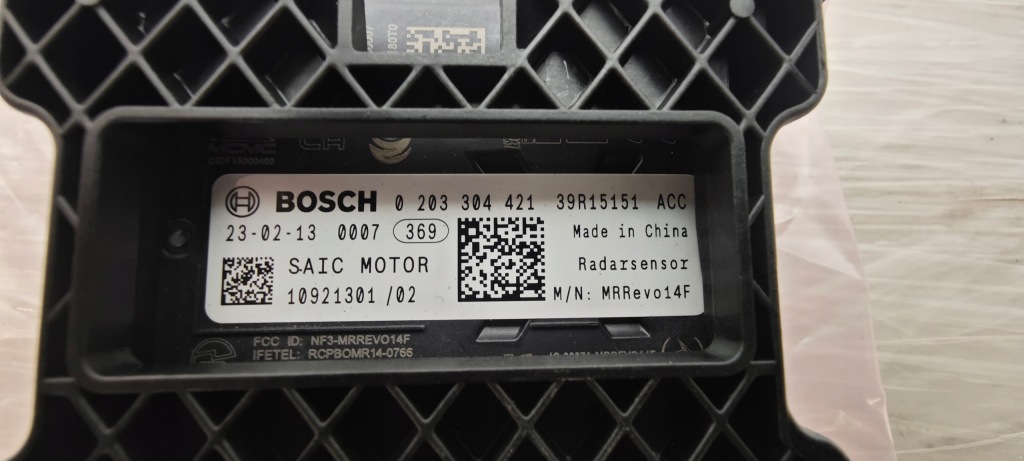 BOSCH 0 203 304 421 39R15151 ACC
23-02-13 0007 369 Made in China
SAIC MOTOR Radarsensor
10921301 /02 M/N: MRRevo14F
FCC ID: NF3-MRREVO14F
IFETEL: RCPBOMR14-0766